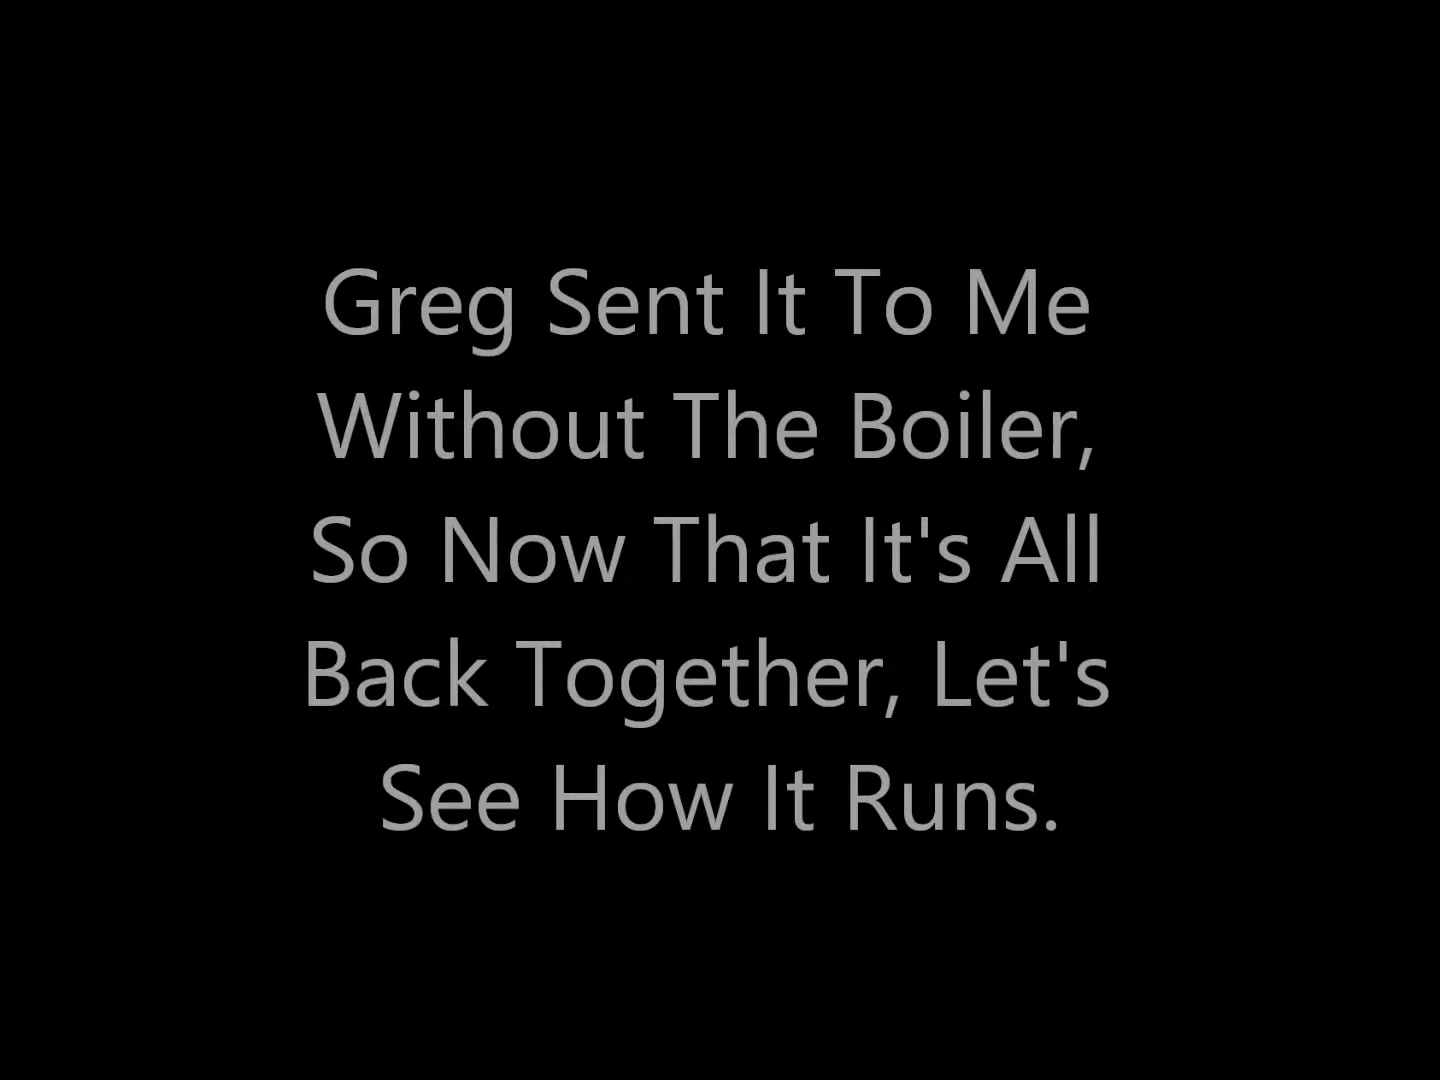 Greg Sent It To Me
Without The Boiler,
So Now That It's All
Back Together, Let's
See How It Runs.